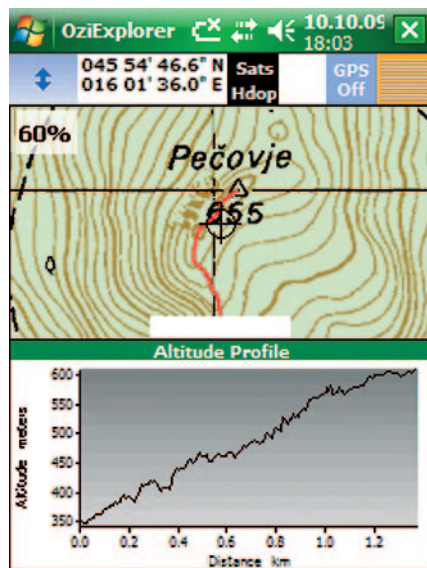 OziExplorer 10.10.09
18:03
045 54' 46.6" N
016 01' 36.0" E
Sats
Hdop
GPS
Off
60%
Pečovje
655
Altitude Profile
Altitude meters
600
550
500
450
400
350
0.0 0.2 0.4 0.6 0.8 1.0 1.2
Distance km